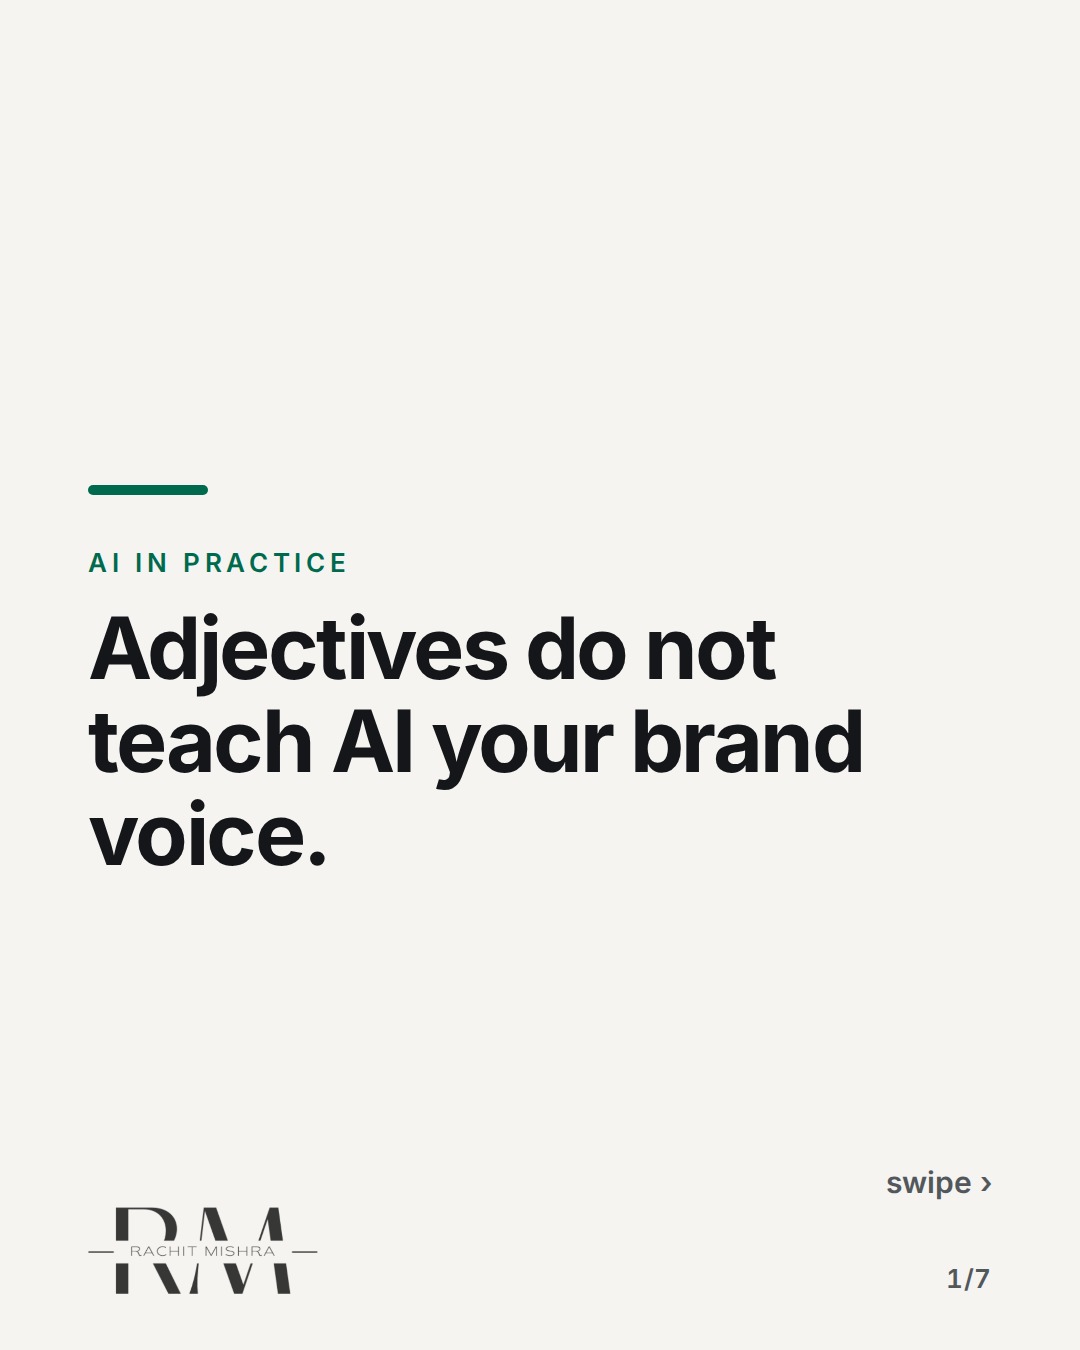 AI IN PRACTICE
Adjectives do not
teach AI your brand
voice.
swipe ›
RM
RACHIT MISHRA
1/7